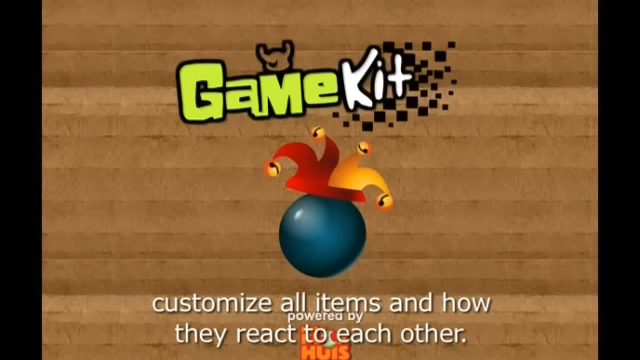 GameKit
customize all items and how
powered by
they react to each other.
HUIS